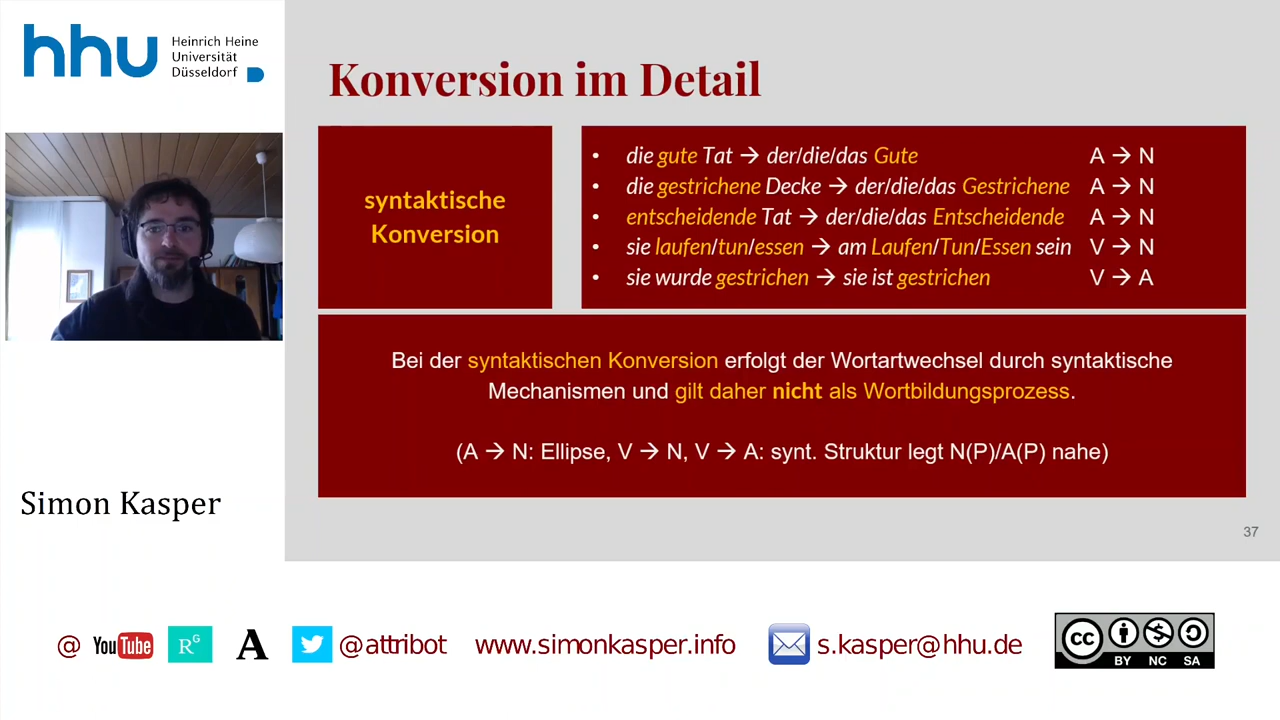 hhu Heinrich Heine
Universität
Düsseldorf
Konversion im Detail
syntaktische
Konversion
• die gute Tat → der/die/das Gute A → N
• die gestrichene Decke → der/die/das Gestrichene A → N
• entscheidende Tat → der/die/das Entscheidende A → N
• sie laufen/tun/essen → am Laufen/Tun/Essen sein V → N
• sie wurde gestrichen → sie ist gestrichen V → A
Bei der syntaktischen Konversion erfolgt der Wortartwechsel durch syntaktische
Mechanismen und gilt daher nicht als Wortbildungsprozess.
(A → N: Ellipse, V → N, V → A: synt. Struktur legt N(P)/A(P) nahe)
Simon Kasper
37
@ YouTube RG A @attribot www.simonkasper.info s.kasper@hhu.de cc
BY NC SA